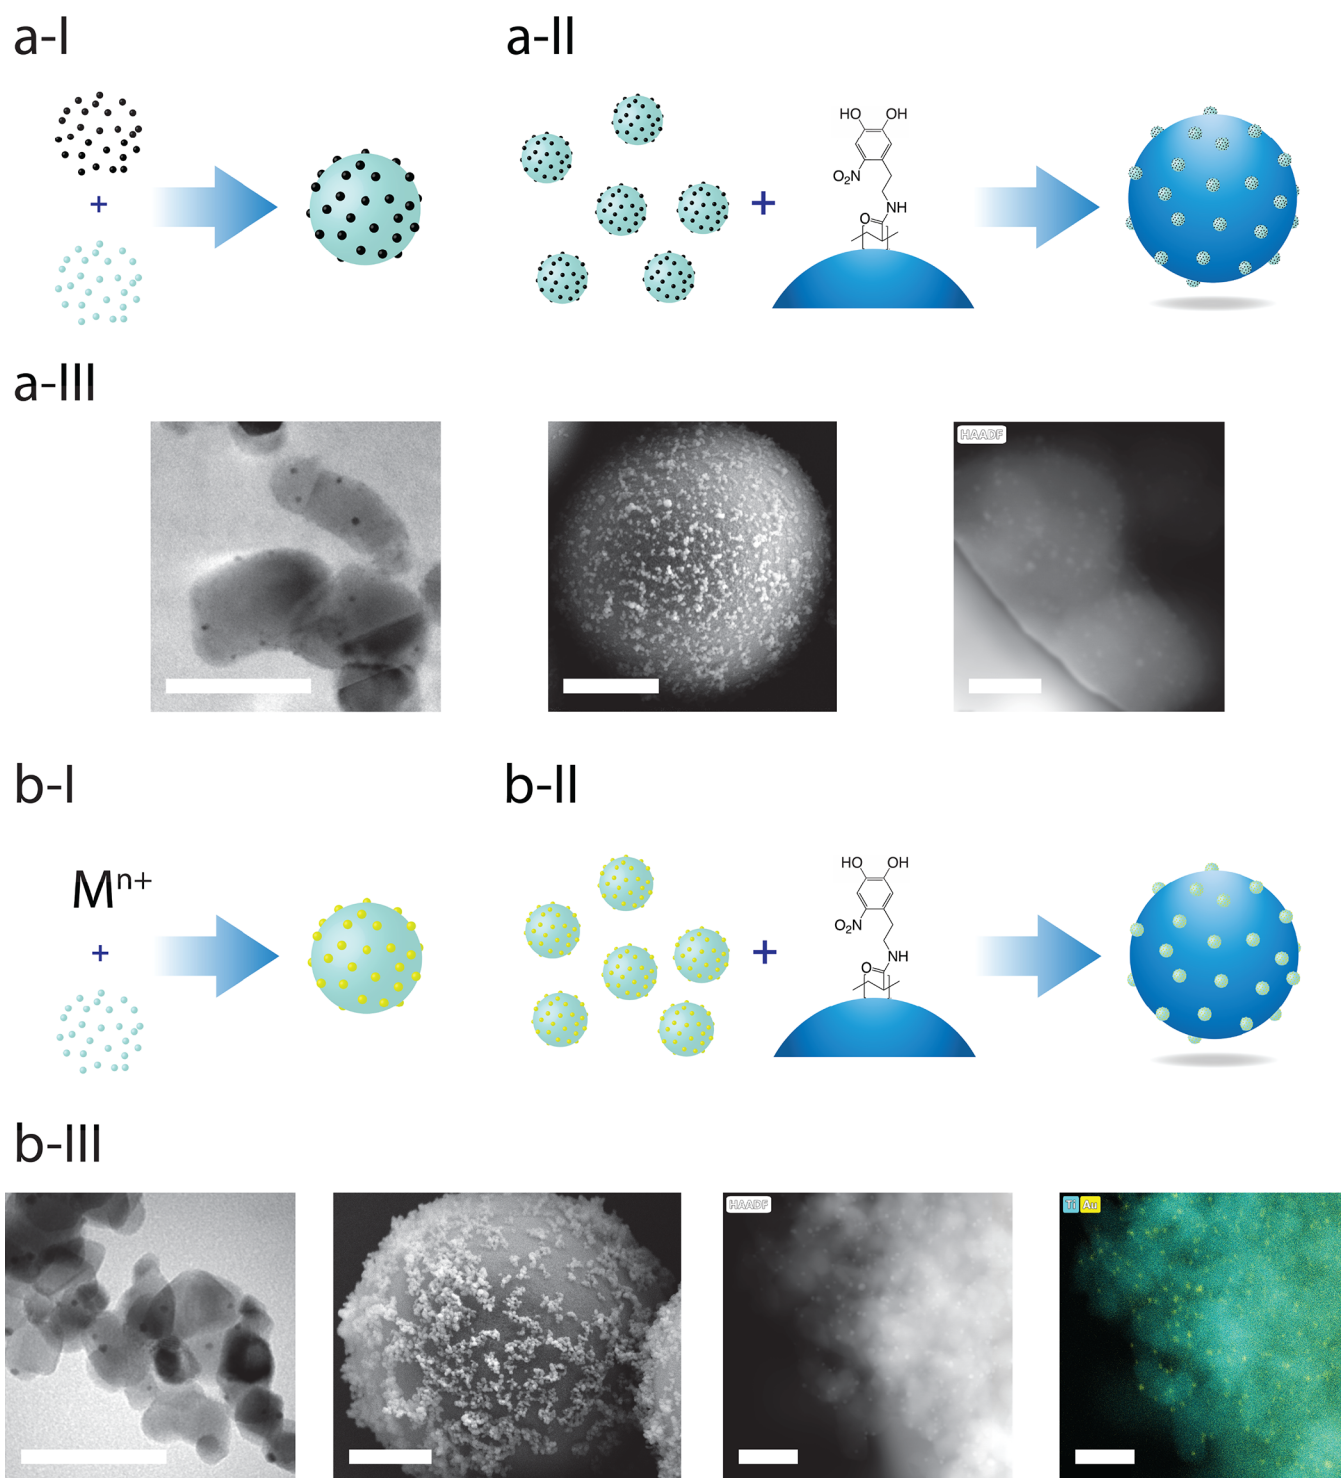 a-I
a-II
+
HO
OH
O₂N
NH
O
+
a-III
HAADF
b-I
b-II
Mⁿ⁺
+
HO
OH
O₂N
NH
O
+
b-III
HAADF
Ti Au